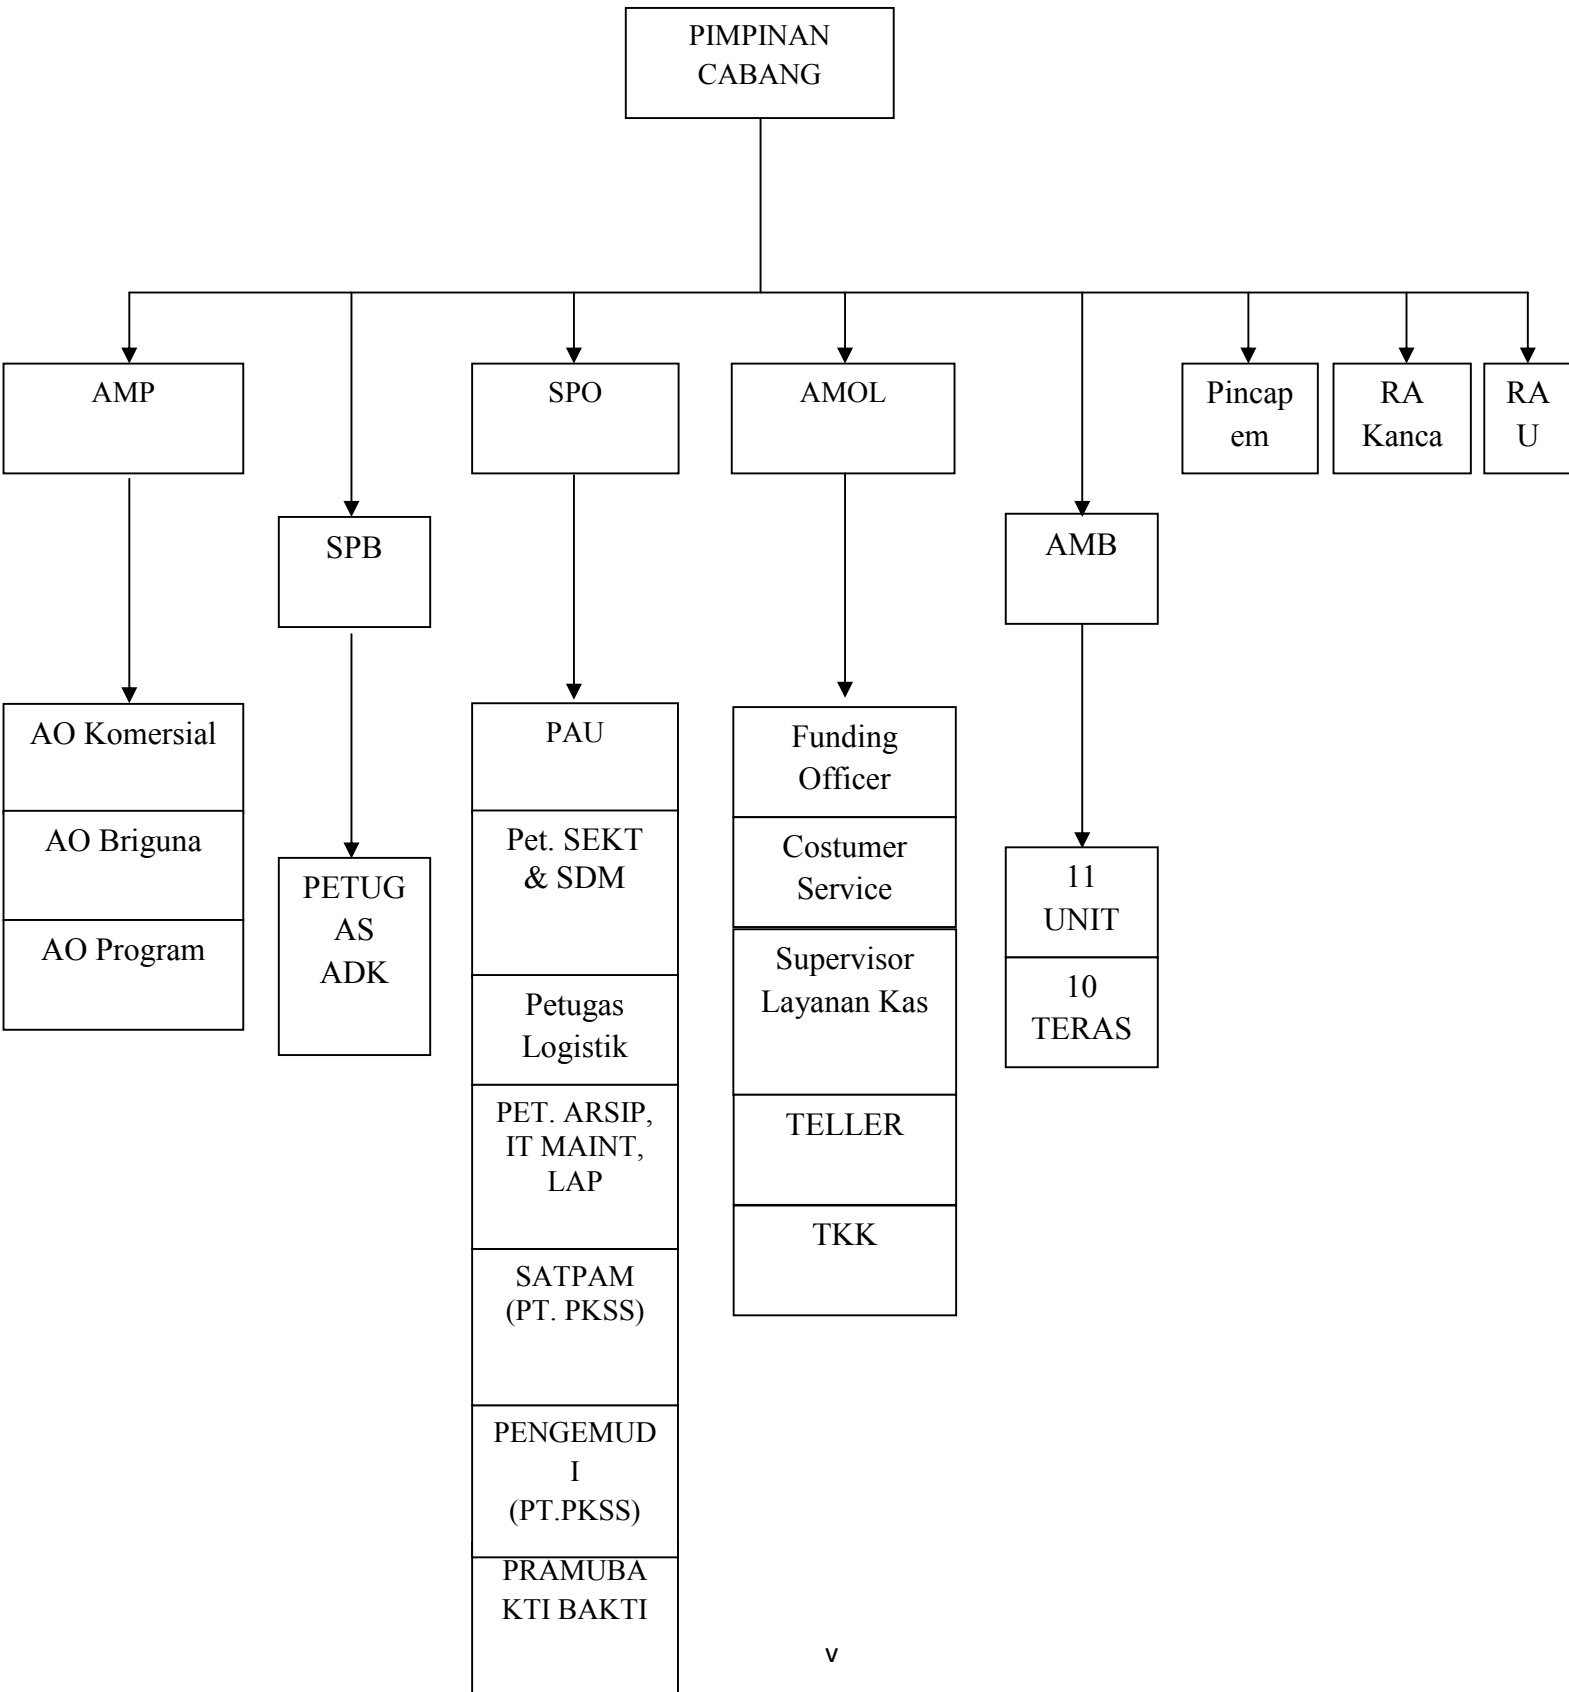 PIMPINAN
CABANG
AMP
SPO
AMOL
Pincap
em
RA
Kanca
RA
U
SPB
AMB
AO Komersial
AO Briguna
AO Program
PETUG
AS
ADK
PAU
Pet. SEKT
& SDM
Petugas
Logistik
PET. ARSIP,
IT MAINT,
LAP
SATPAM
(PT. PKSS)
PENGEMUD
I
(PT.PKSS)
PRAMUBA
KTI BAKTI
Funding
Officer
Costumer
Service
Supervisor
Layanan Kas
TELLER
TKK
11
UNIT
10
TERAS
v